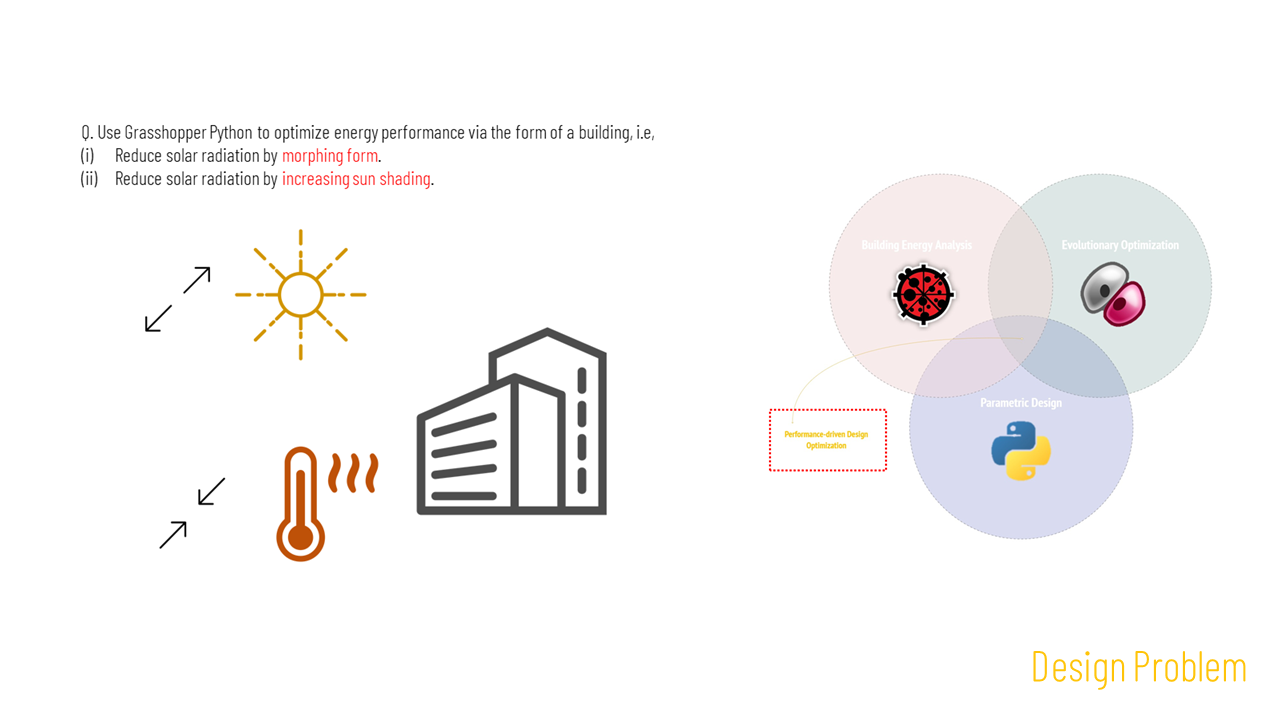 Q. Use Grasshopper Python to optimize energy performance via the form of a building, i.e,
(i) Reduce solar radiation by morphing form.
(ii) Reduce solar radiation by increasing sun shading.
Building Energy Analysis
Evolutionary Optimization
Parametric Design
Performance-driven Design
Optimization
Design Problem